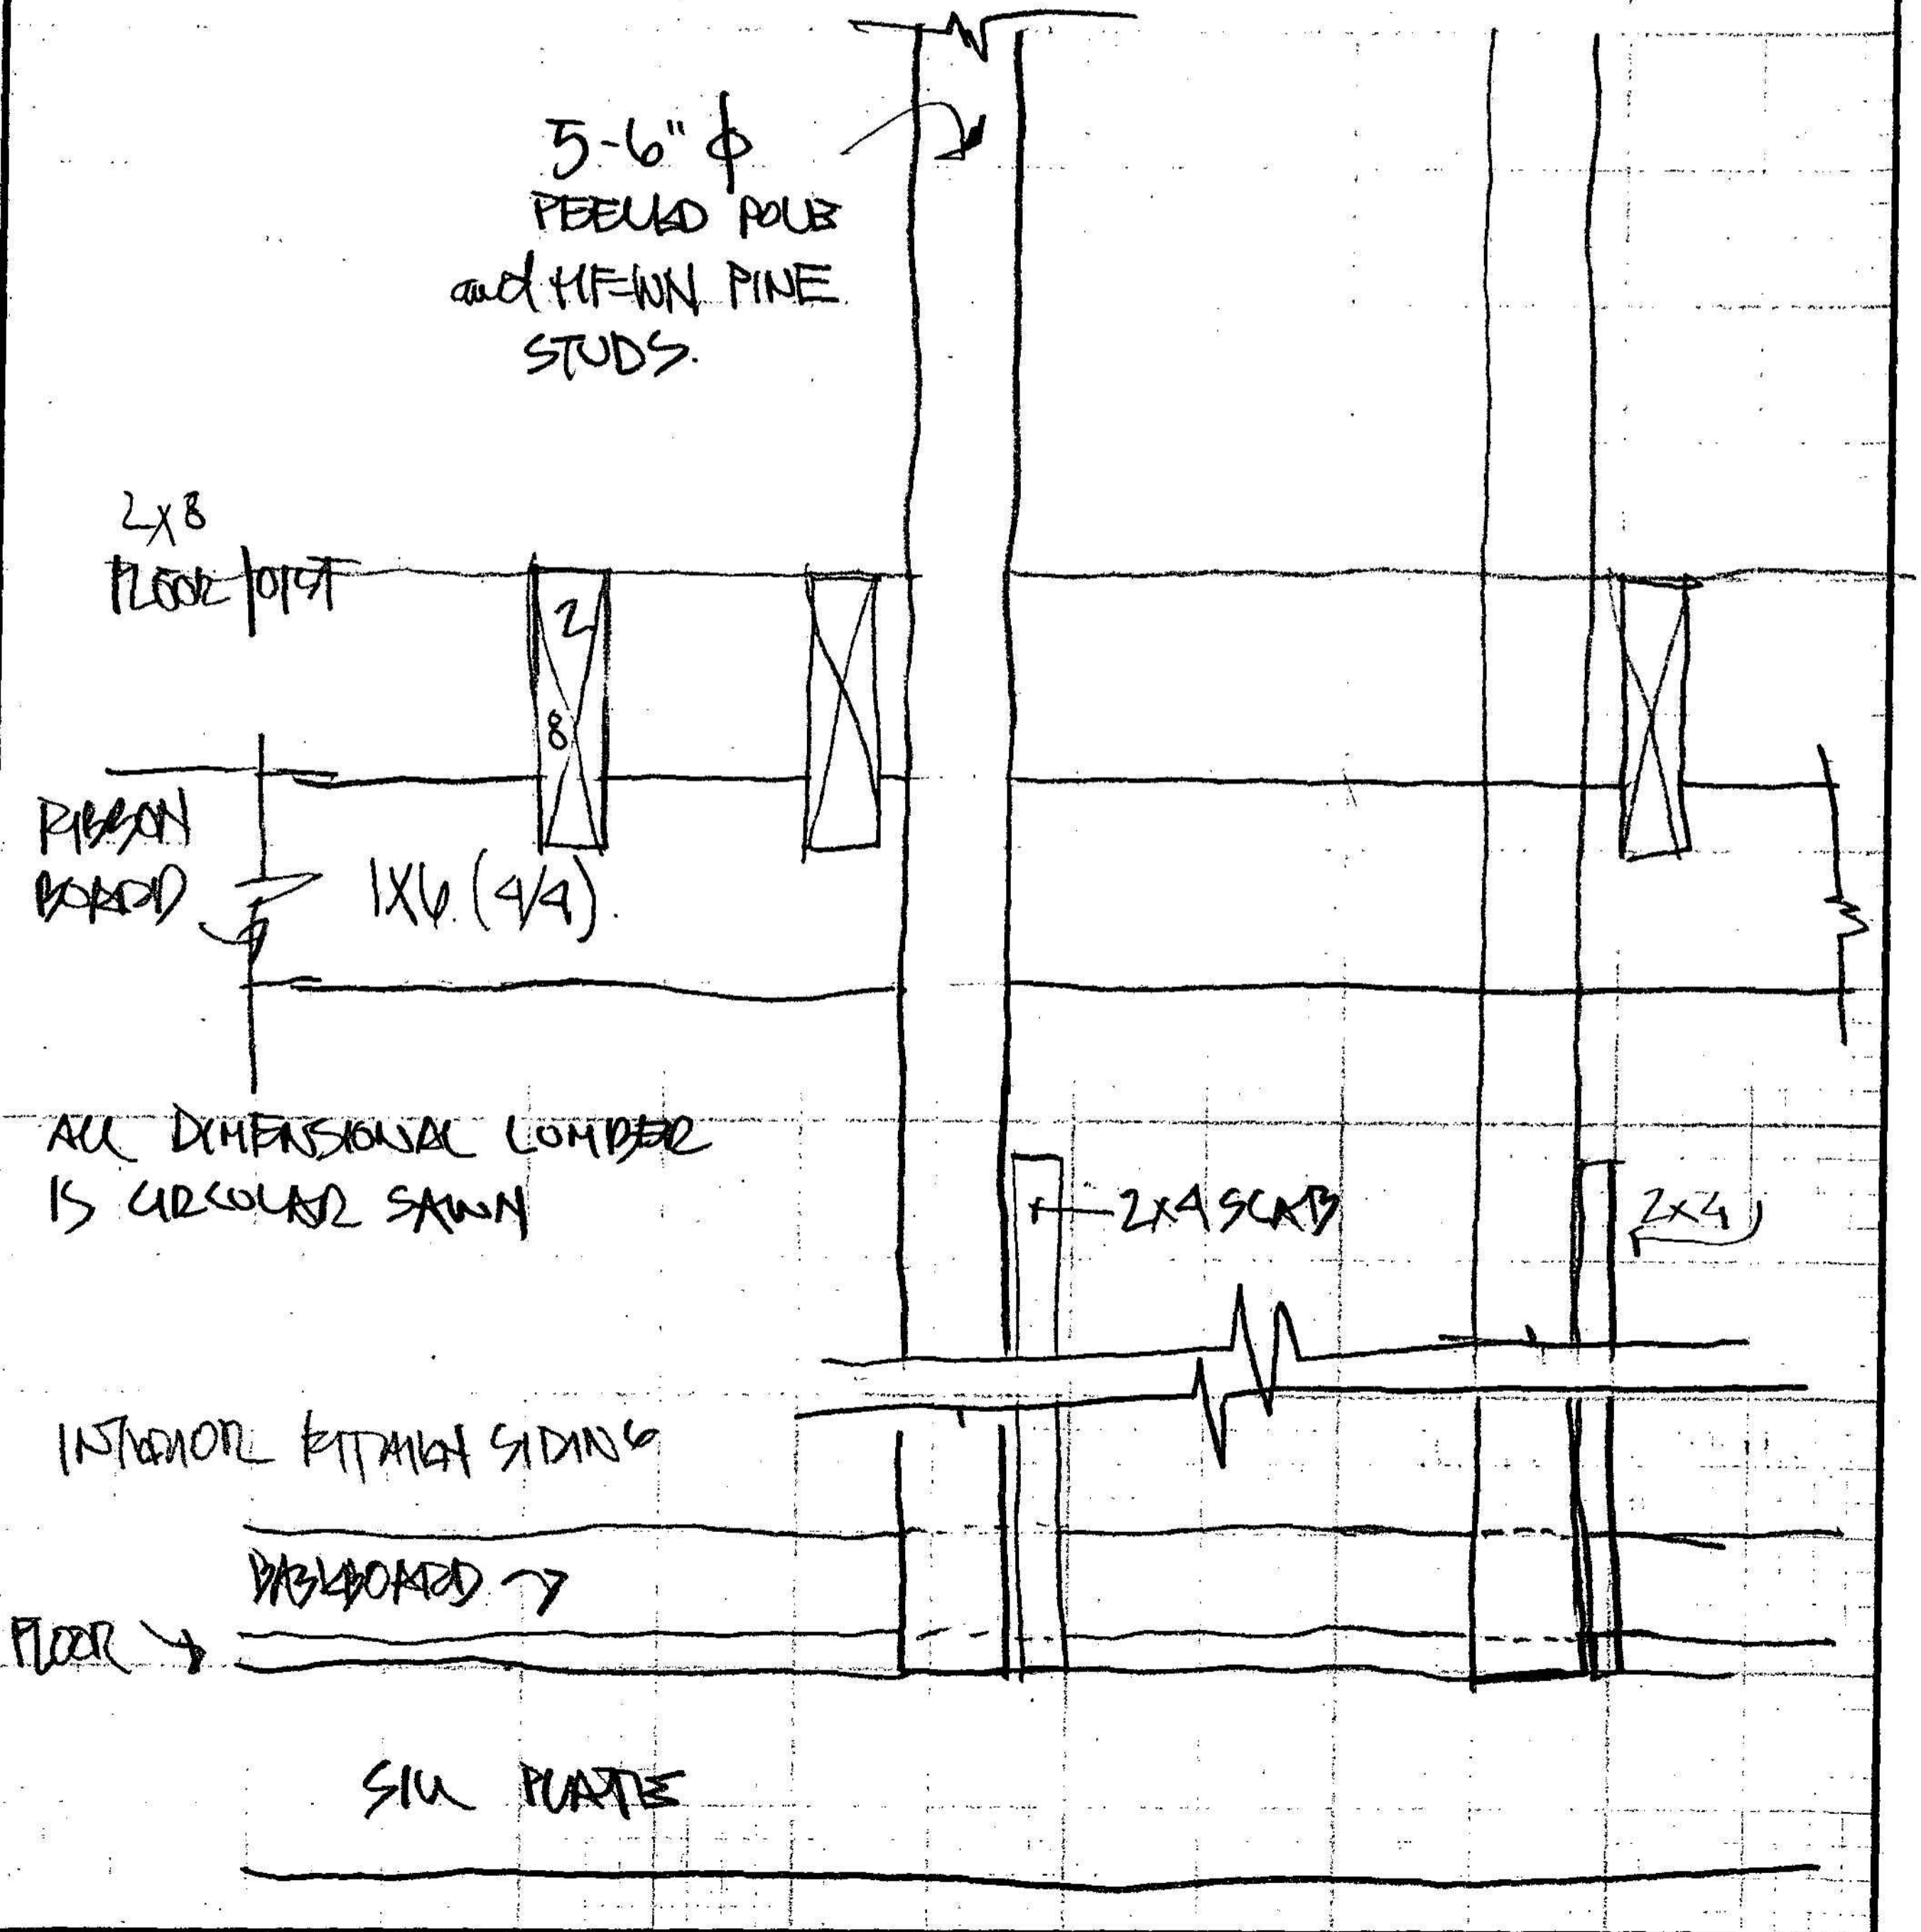 5-6" ϕ
PEELED POLE
and HEWN PINE
STUDS.
2x8
FLOOR JOIST
2
8
RIBBON
BOARD
1X6. (4/4).
ALL DIMENSIONAL LUMBER
IS CIRCULAR SAWN
2x4 SCAB
2x4
INTERIOR KITCHEN SIDING
BASEBOARD
FLOOR
SILL PLATE